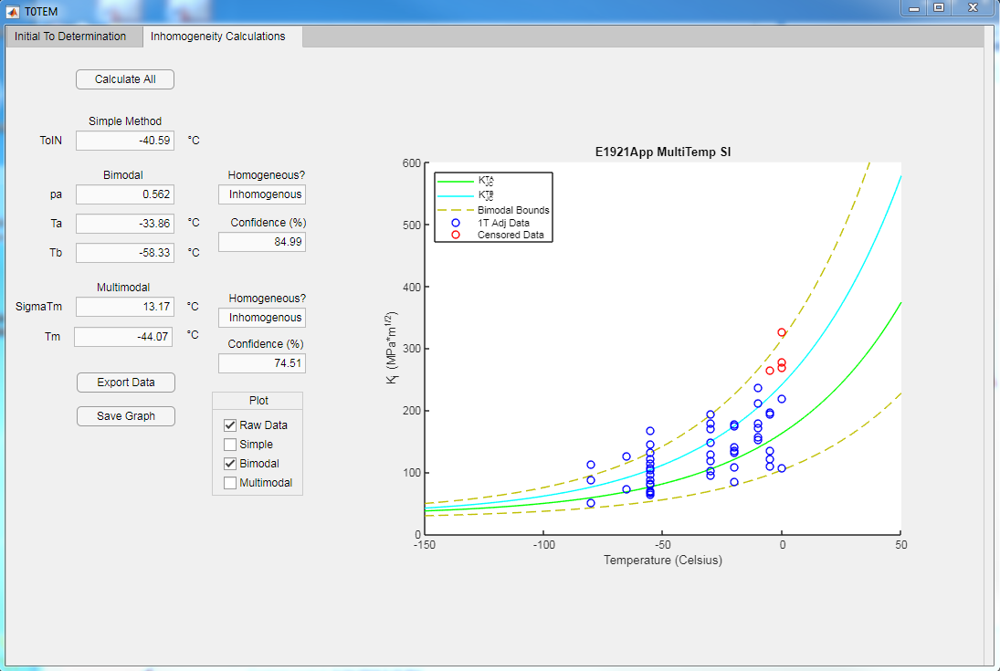 T0TEM
Initial To Determination
Inhomogeneity Calculations
Calculate All
Simple Method
ToIN
-40.59
°C
Bimodal
pa
0.562
Ta
-33.86
°C
Tb
-58.33
°C
Homogeneous?
Inhomogenous
Confidence (%)
84.99
Multimodal
SigmaTm
13.17
°C
Tm
-44.07
°C
Homogeneous?
Inhomogenous
Confidence (%)
74.51
Export Data
Save Graph
Plot
Raw Data
Simple
Bimodal
Multimodal
E1921App MultiTemp SI
K_{JC}^{TA}
K_{JC}^{TB}
Bimodal Bounds
1T Adj Data
Censored Data
600
500
400
300
200
100
0
K_{j} (MPa*m^{1/2})
-150
-100
-50
0
50
Temperature (Celsius)